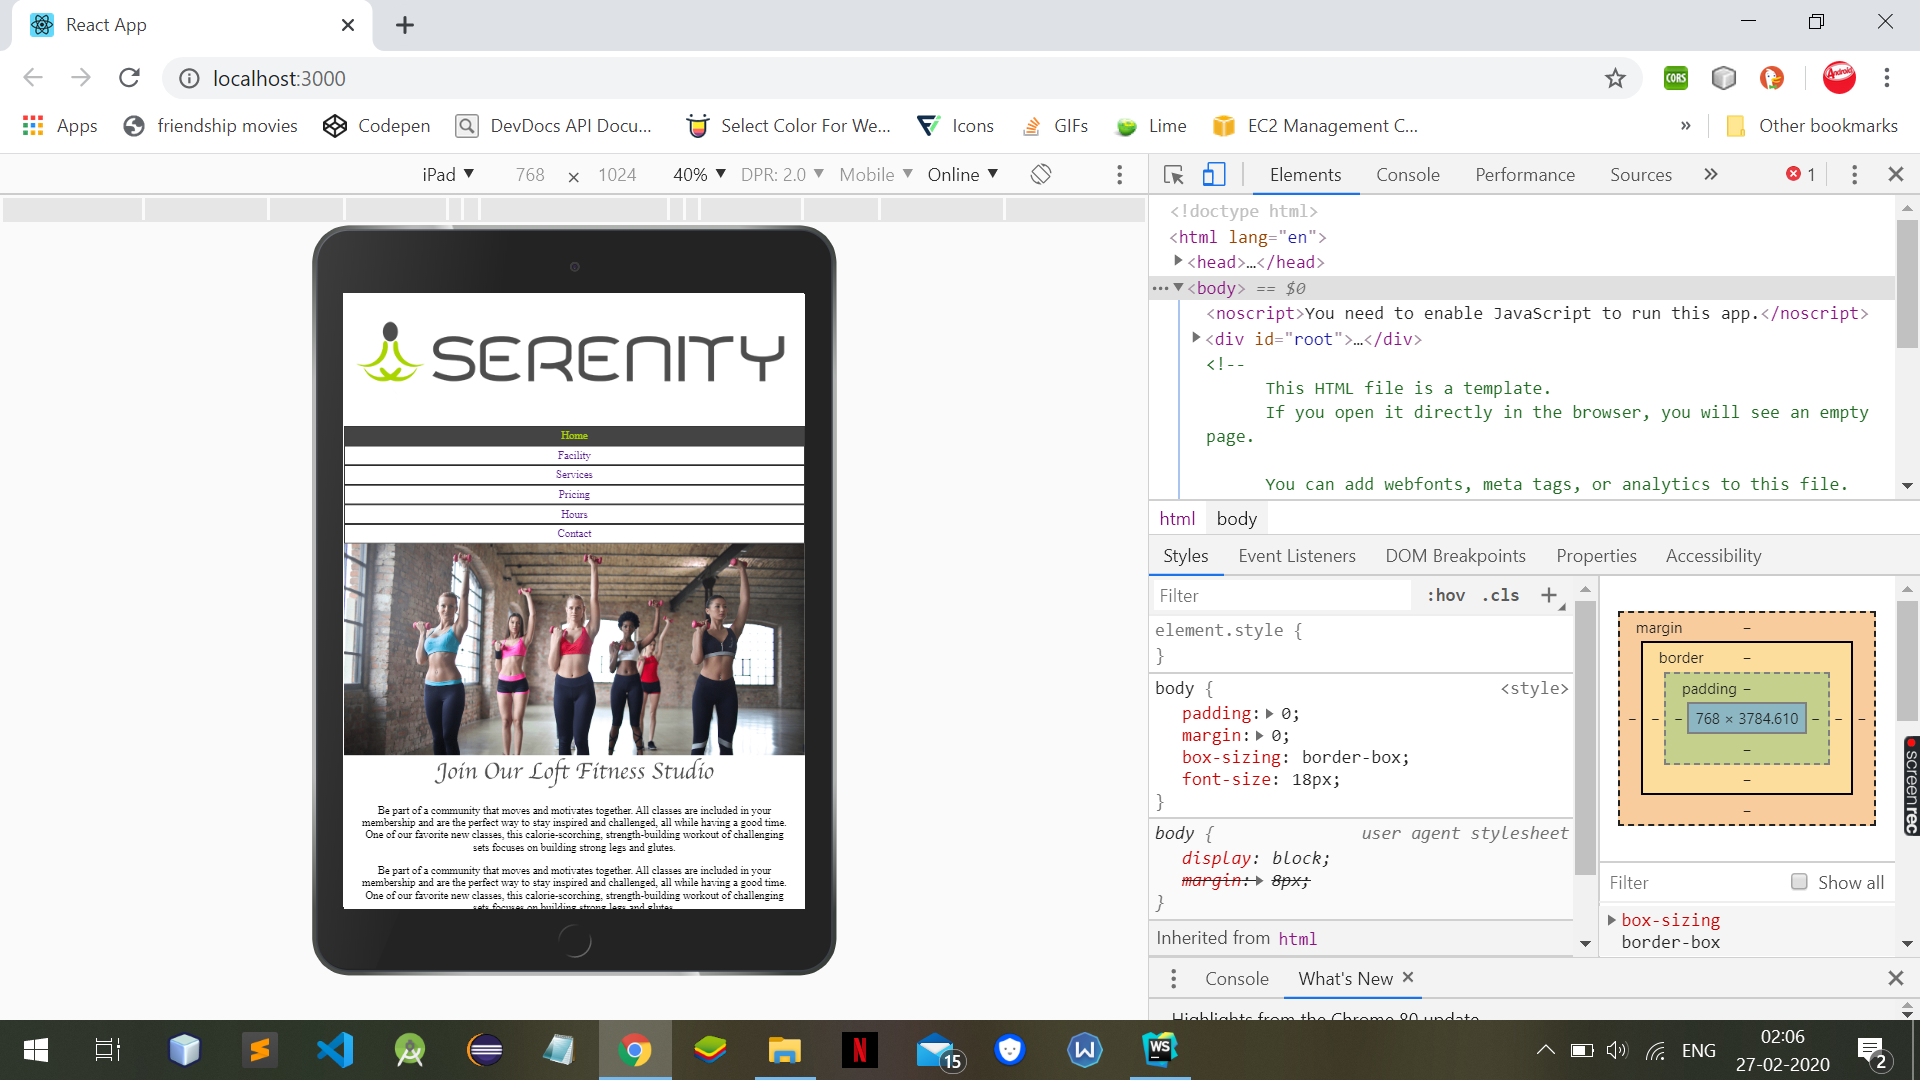 React App
localhost:3000
CORS
Android
Apps
friendship movies
Codepen
DevDocs API Docu...
Select Color For We...
Icons
GIFs
Lime
EC2 Management C...
»
Other bookmarks
iPad ▼ 768 × 1024 40% ▼ DPR: 2.0 ▼ Mobile ▼ Online ▼
SERENITY
Home
Facility
Services
Pricing
Hours
Contact
Join Our Loft Fitness Studio
Be part of a community that moves and motivates together. All classes are included in your
membership and are the perfect way to stay inspired and challenged, all while having a good time.
One of our favorite new classes, this calorie-scorching, strength-building workout of challenging
sets focuses on building strong legs and glutes.
Be part of a community that moves and motivates together. All classes are included in your
membership and are the perfect way to stay inspired and challenged, all while having a good time.
One of our favorite new classes, this calorie-scorching, strength-building workout of challenging
sets focuses on building strong legs and glutes.
Elements Console Performance Sources » 1
<!doctype html>
<html lang="en">
<head>…</head>
<body> == $0
<noscript>You need to enable JavaScript to run this app.</noscript>
<div id="root">…</div>
<!--
This HTML file is a template.
If you open it directly in the browser, you will see an empty
page.
You can add webfonts, meta tags, or analytics to this file.
html body
Styles Event Listeners DOM Breakpoints Properties Accessibility
Filter :hov .cls +
element.style {
}
body { <style>
padding: 0;
margin: 0;
box-sizing: border-box;
font-size: 18px;
}
body { user agent stylesheet
display: block;
margin: 8px;
}
Inherited from html
margin –
border –
padding –
– – – 768 × 3784.610 – – –
–
–
–
Filter Show all
box-sizing
border-box
screenrec
Console What's New ×
Highlights from the Chrome 80 update
N
15
W
WS
ENG
02:06
27-02-2020
2